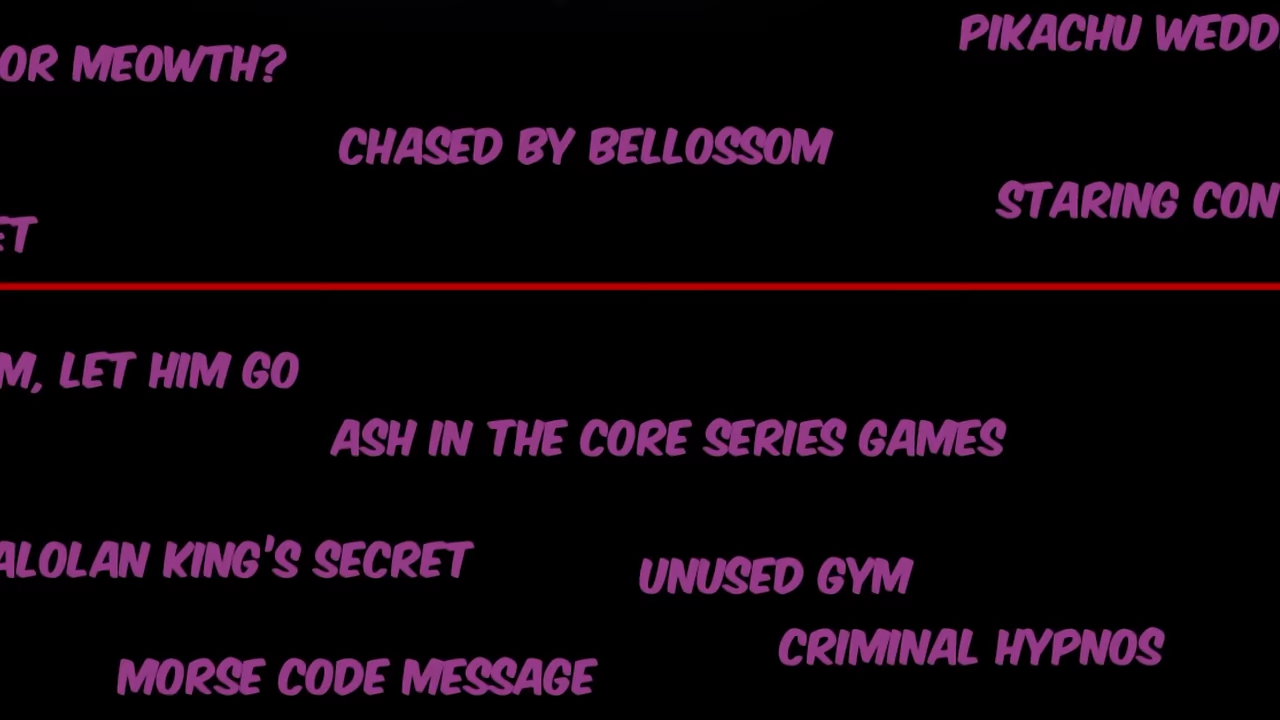 PIKACHU WEDD
OR MEOWTH?
CHASED BY BELLOSSOM
STARING CON
ET
M, LET HIM GO
ASH IN THE CORE SERIES GAMES
ALOLAN KING'S SECRET
UNUSED GYM
CRIMINAL HYPNOS
MORSE CODE MESSAGE